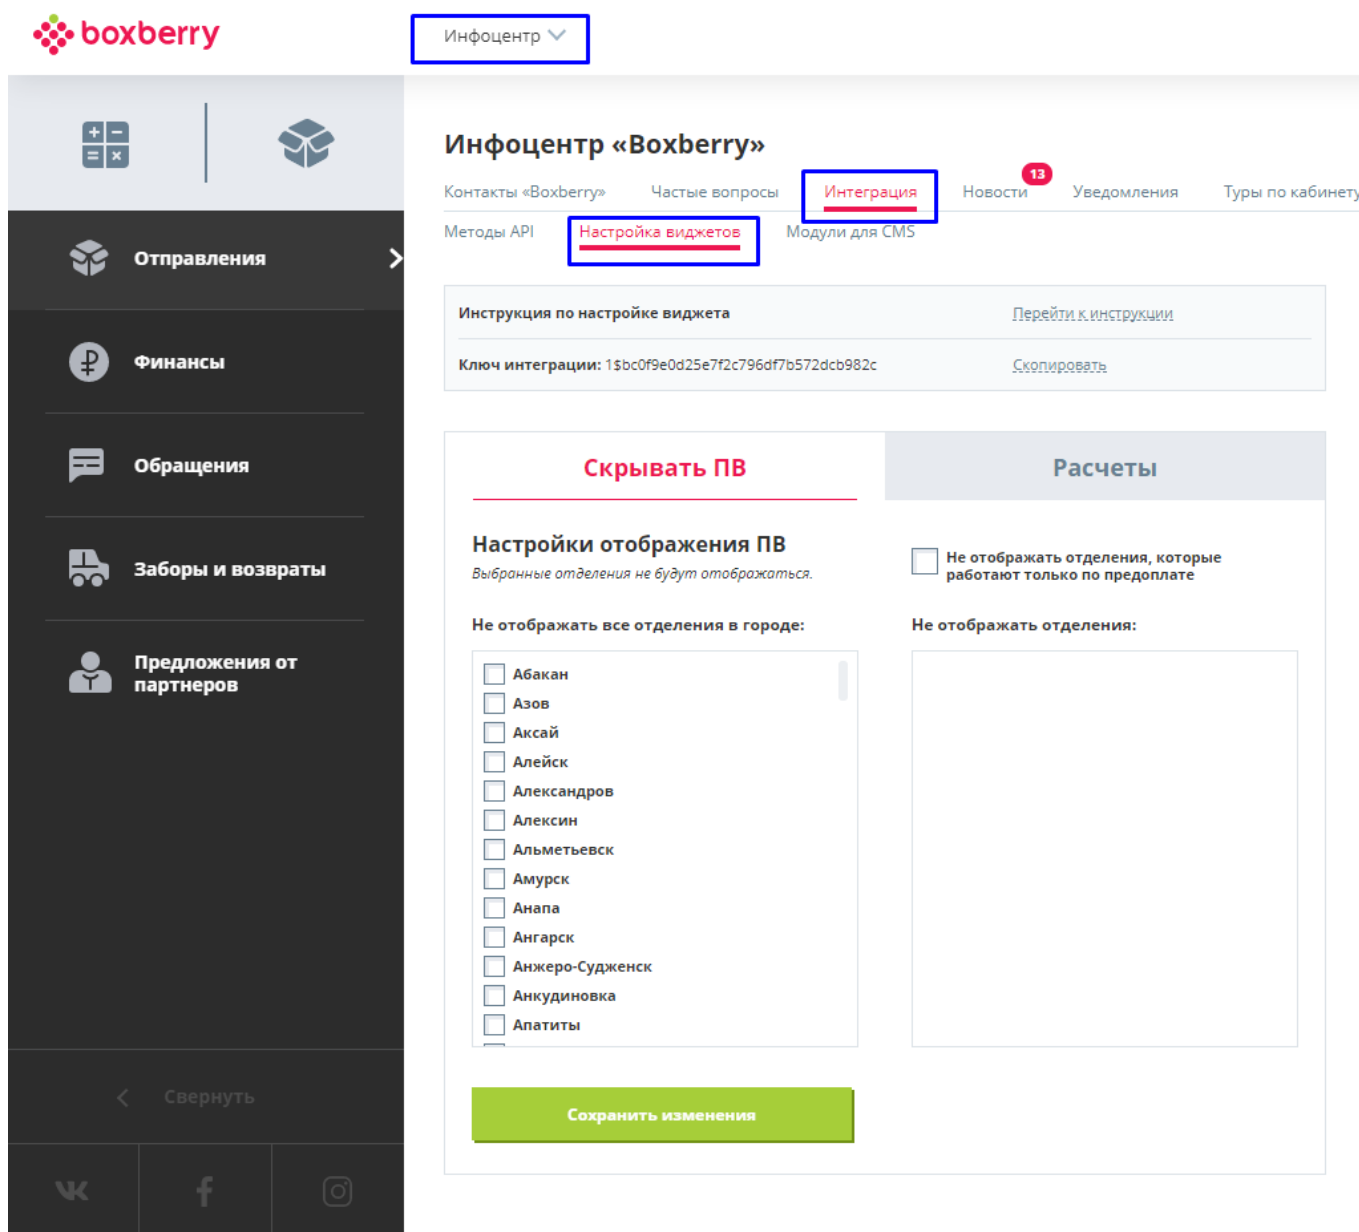 boxberry
Инфоцентр
Инфоцентр «Boxberry»
Контакты «Boxberry» Частые вопросы Интеграция Новости 13 Уведомления Туры по кабинету
Методы API Настройка виджетов Модули для CMS
Инструкция по настройке виджета Перейти к инструкции
Ключ интеграции: 1$bc0f9e0d25e7f2c796df7b572dcb982c Скопировать
Отправления
Финансы
Обращения
Заборы и возвраты
Предложения от
партнеров
Свернуть
Скрывать ПВ Расчеты
Настройки отображения ПВ
Выбранные отделения не будут отображаться.
Не отображать отделения, которые
работают только по предоплате
Не отображать все отделения в городе:
Не отображать отделения:
Абакан
Азов
Аксай
Алейск
Александров
Алексин
Альметьевск
Амурск
Анапа
Ангарск
Анжеро-Судженск
Анкудиновка
Апатиты
Сохранить изменения